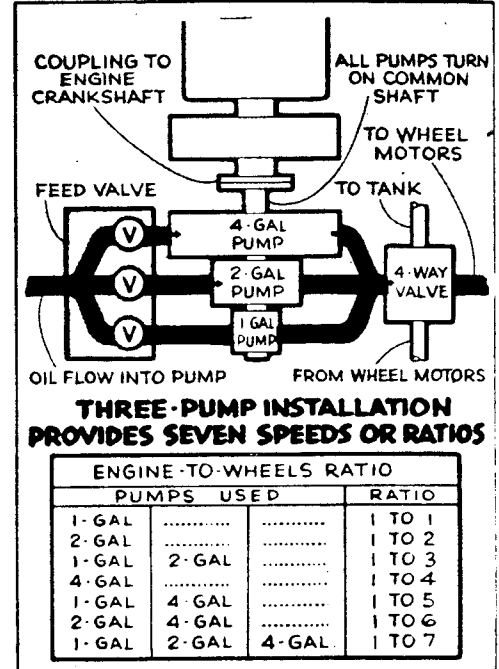 COUPLING TO
ENGINE
CRANKSHAFT
ALL PUMPS TURN
ON COMMON
SHAFT
TO WHEEL
MOTORS
FEED VALVE
TO TANK
V
4-GAL
PUMP
V
2-GAL
PUMP
4-WAY
VALVE
V
1 GAL
PUMP
OIL FLOW INTO PUMP
FROM WHEEL MOTORS
THREE-PUMP INSTALLATION
PROVIDES SEVEN SPEEDS OR RATIOS
ENGINE-TO-WHEELS RATIO
PUMPS USED RATIO
1-GAL ............ ............ 1 TO 1
2-GAL ............ ............ 1 TO 2
1-GAL 2-GAL ............ 1 TO 3
4-GAL ............ ............ 1 TO 4
1-GAL 4-GAL ............ 1 TO 5
2-GAL 4-GAL ............ 1 TO 6
1-GAL 2-GAL 4-GAL 1 TO 7